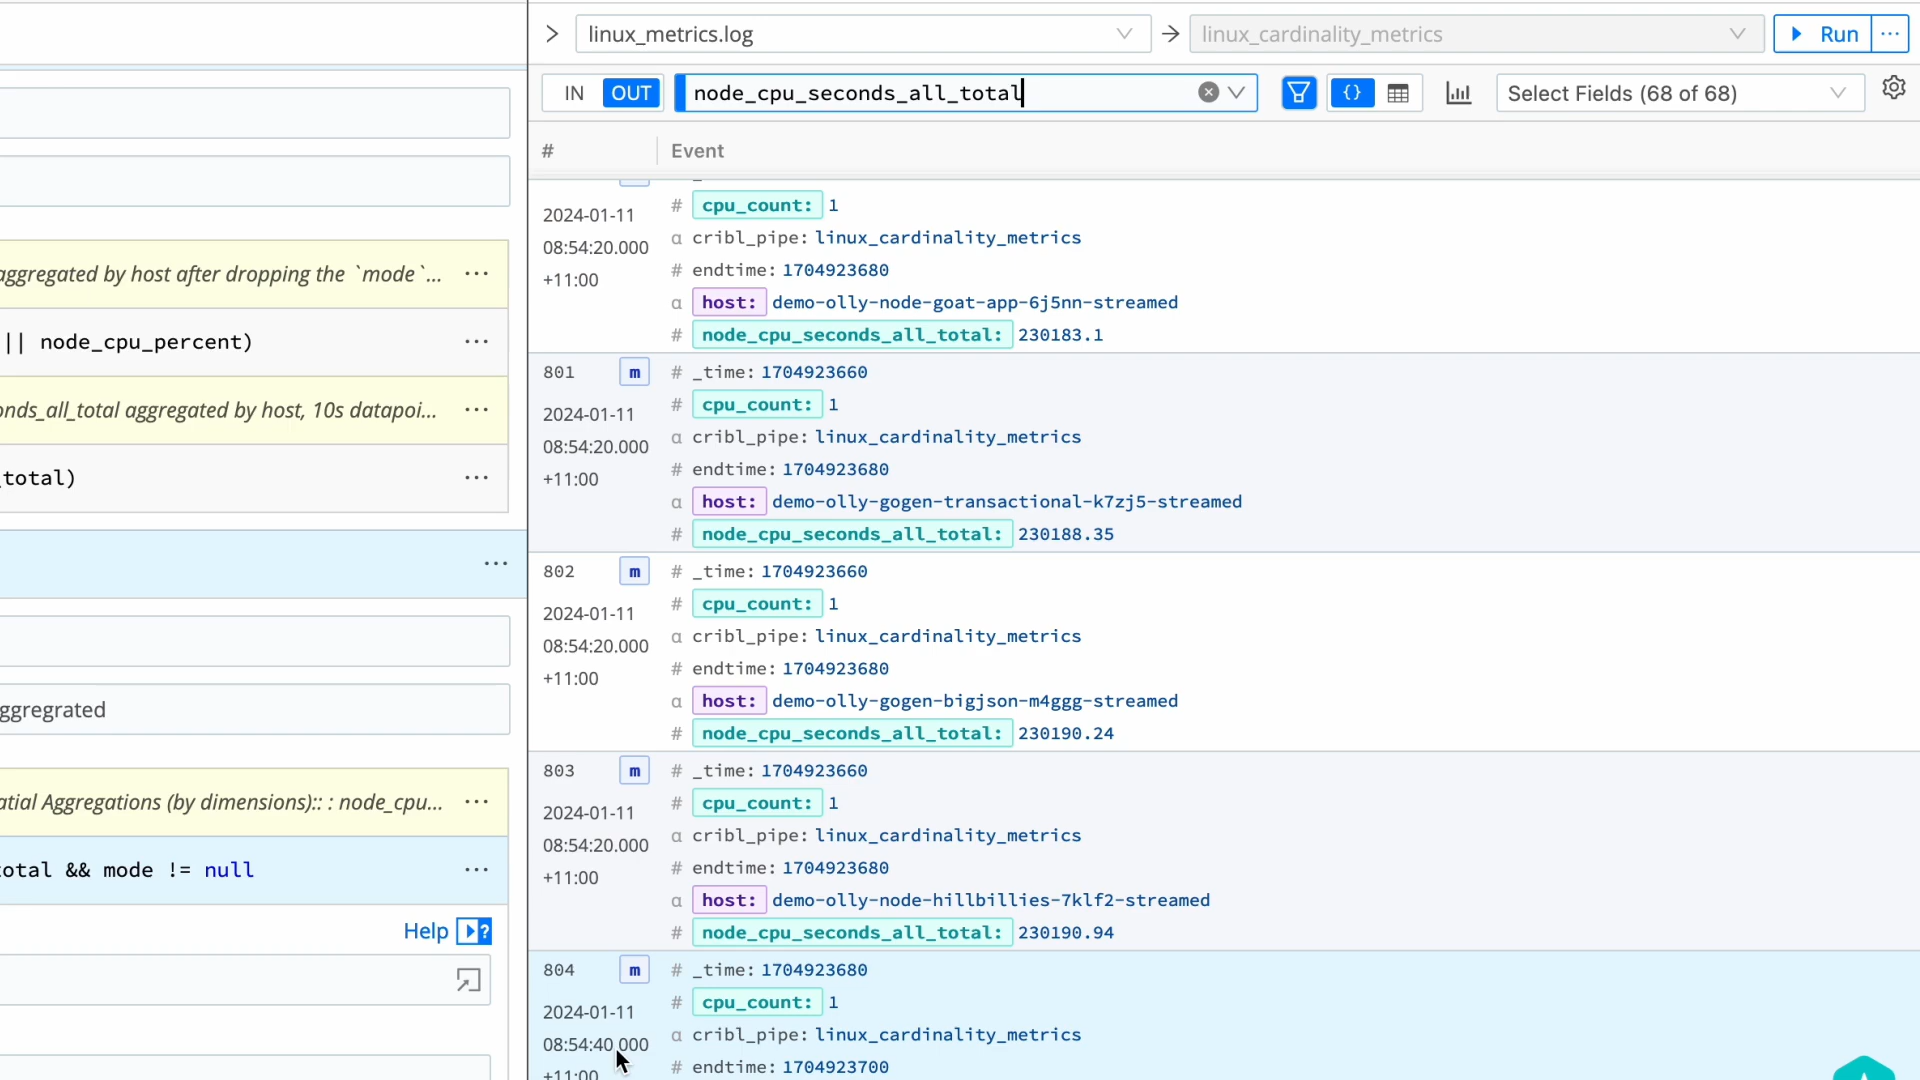 linux_metrics.log
linux_cardinality_metrics
Run
IN OUT node_cpu_seconds_all_total
Select Fields (68 of 68)
# Event
aggregated by host after dropping the `mode`...
|| node_cpu_percent)
onds_all_total aggregated by host, 10s datapoi...
_total)
ggregrated
atial Aggregations (by dimensions):: : node_cpu...
total && mode != null
Help
2024-01-11
08:54:20.000
+11:00
# cpu_count: 1
α cribl_pipe: linux_cardinality_metrics
# endtime: 1704923680
α host: demo-olly-node-goat-app-6j5nn-streamed
# node_cpu_seconds_all_total: 230183.1
801 m
2024-01-11
08:54:20.000
+11:00
# _time: 1704923660
# cpu_count: 1
α cribl_pipe: linux_cardinality_metrics
# endtime: 1704923680
α host: demo-olly-gogen-transactional-k7zj5-streamed
# node_cpu_seconds_all_total: 230188.35
802 m
2024-01-11
08:54:20.000
+11:00
# _time: 1704923660
# cpu_count: 1
α cribl_pipe: linux_cardinality_metrics
# endtime: 1704923680
α host: demo-olly-gogen-bigjson-m4ggg-streamed
# node_cpu_seconds_all_total: 230190.24
803 m
2024-01-11
08:54:20.000
+11:00
# _time: 1704923660
# cpu_count: 1
α cribl_pipe: linux_cardinality_metrics
# endtime: 1704923680
α host: demo-olly-node-hillbillies-7klf2-streamed
# node_cpu_seconds_all_total: 230190.94
804 m
2024-01-11
08:54:40.000
+11:00
# _time: 1704923680
# cpu_count: 1
α cribl_pipe: linux_cardinality_metrics
# endtime: 1704923700